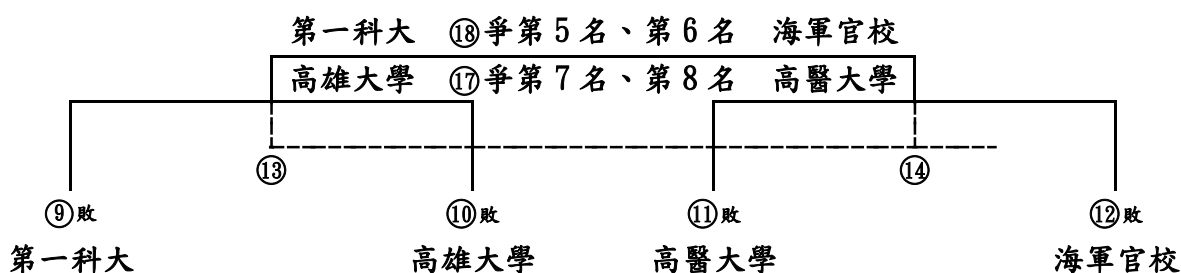 第一科大 ⑱爭第5名、第6名 海軍官校
高雄大學 ⑰爭第7名、第8名 高醫大學
⑬ ⑭
⑨敗 ⑩敗 ⑪敗 ⑫敗
第一科大 高雄大學 高醫大學 海軍官校